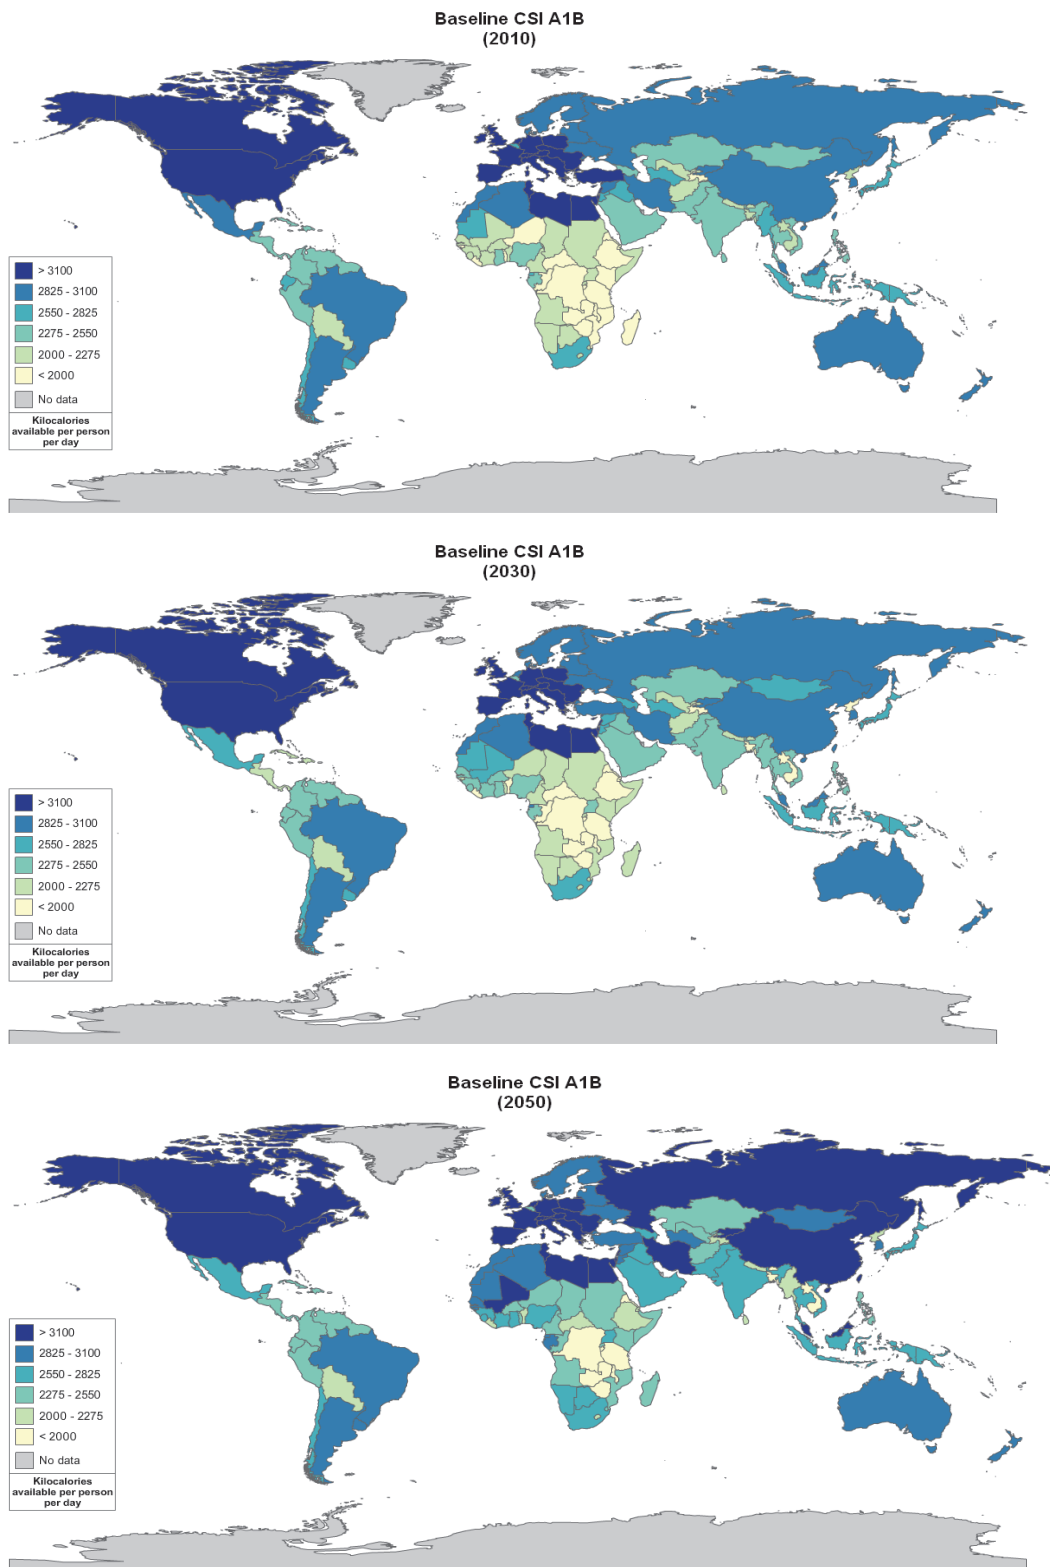 Baseline CSI A1B
(2010)
> 3100
2825 - 3100
2550 - 2825
2275 - 2550
2000 - 2275
< 2000
No data
Kilocalories
available per person
per day
Baseline CSI A1B
(2030)
> 3100
2825 - 3100
2550 - 2825
2275 - 2550
2000 - 2275
< 2000
No data
Kilocalories
available per person
per day
Baseline CSI A1B
(2050)
> 3100
2825 - 3100
2550 - 2825
2275 - 2550
2000 - 2275
< 2000
No data
Kilocalories
available per person
per day